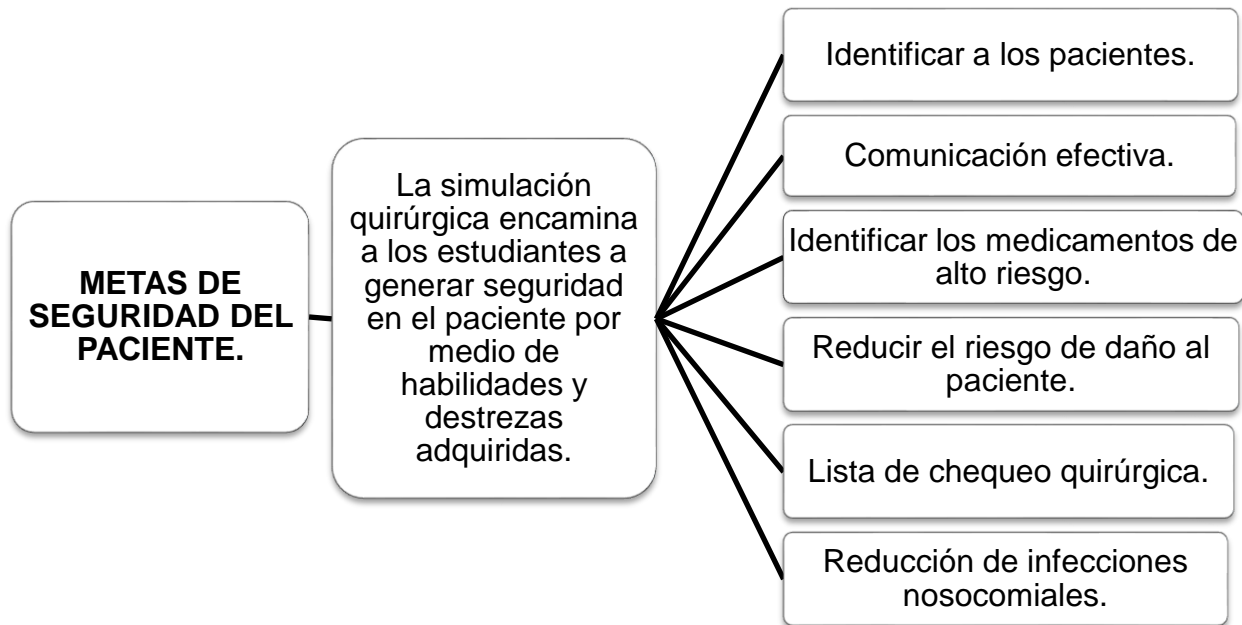 METAS DE
SEGURIDAD DEL
PACIENTE.
La simulación
quirúrgica encamina
a los estudiantes a
generar seguridad
en el paciente por
medio de
habilidades y
destrezas
adquiridas.
Identificar a los pacientes.
Comunicación efectiva.
Identificar los medicamentos de
alto riesgo.
Reducir el riesgo de daño al
paciente.
Lista de chequeo quirúrgica.
Reducción de infecciones
nosocomiales.